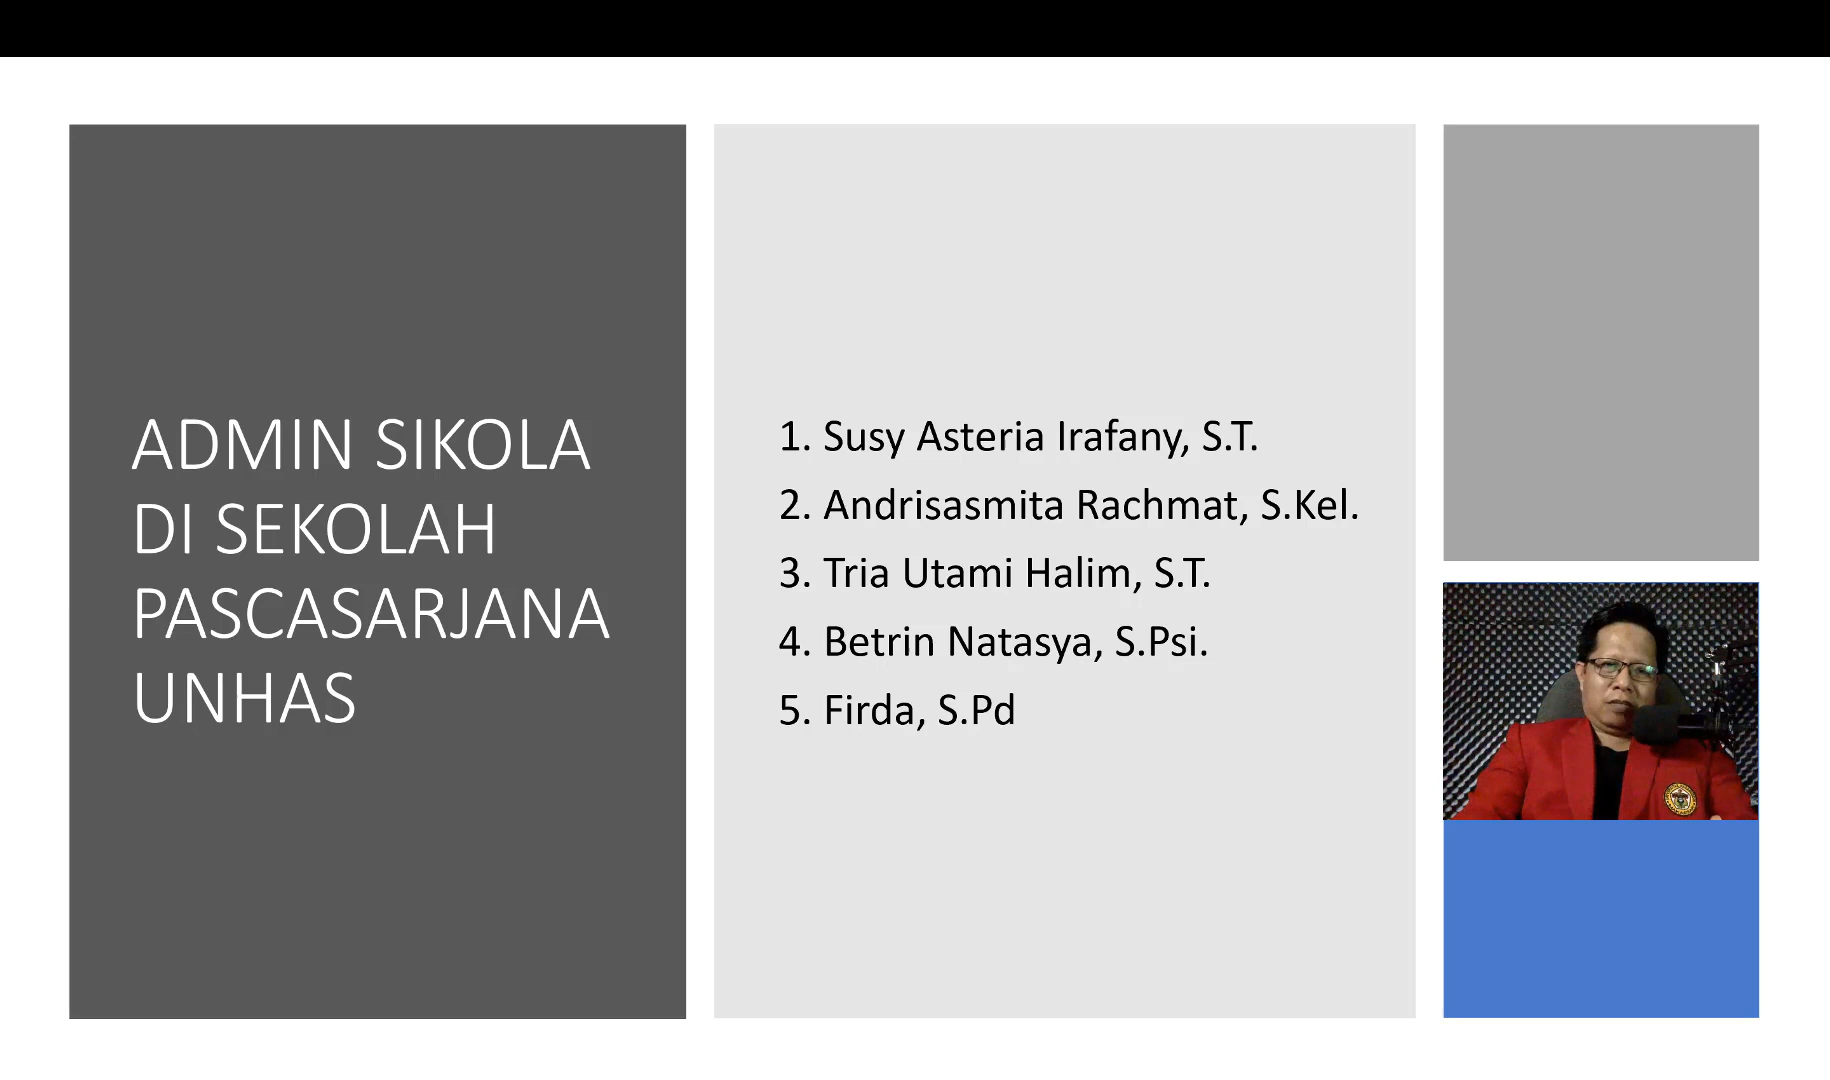 ADMIN SIKOLA
DI SEKOLAH
PASCASARJANA
UNHAS
1. Susy Asteria Irafany, S.T.
2. Andrisasmita Rachmat, S.Kel.
3. Tria Utami Halim, S.T.
4. Betrin Natasya, S.Psi.
5. Firda, S.Pd